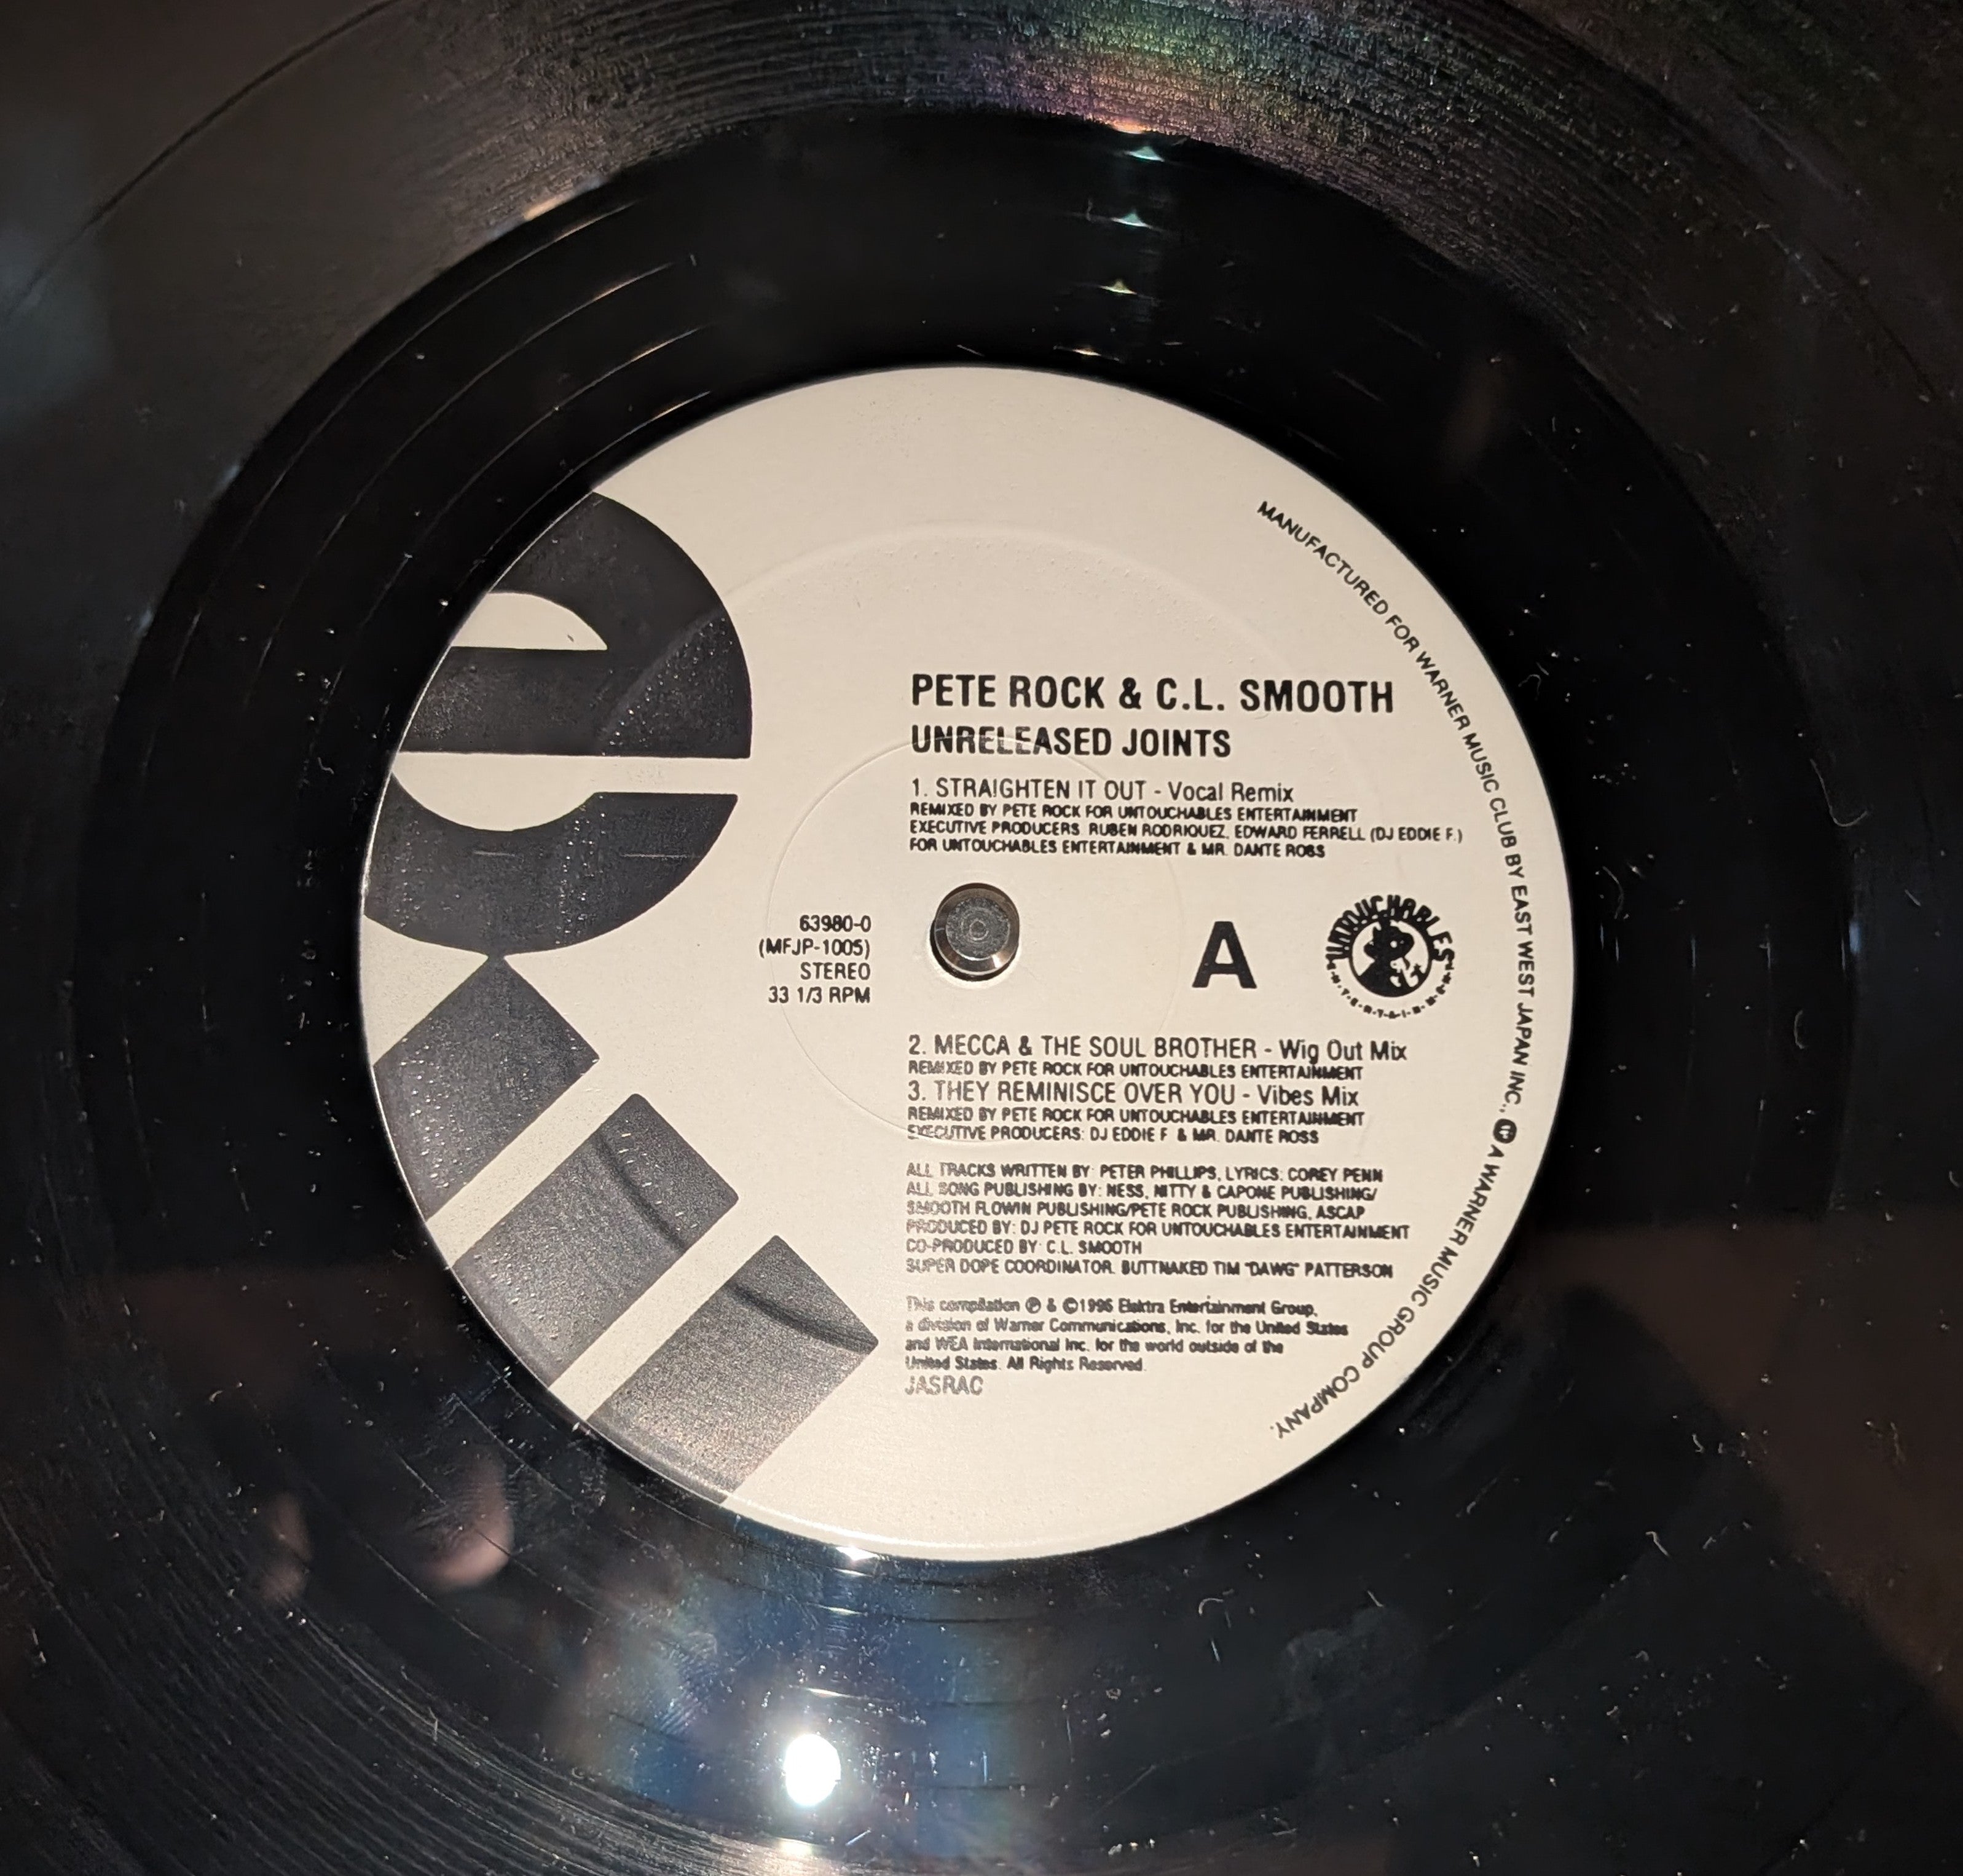 PETE ROCK & C.L. SMOOTH
UNRELEASED JOINTS
1. STRAIGHTEN IT OUT - Vocal Remix
REMIXED BY PETE ROCK FOR UNTOUCHABLES ENTERTAINMENT
EXECUTIVE PRODUCERS: RUBEN RODRIQUEZ, EDWARD FERRELL (DJ EDDIE F.)
FOR UNTOUCHABLES ENTERTAINMENT & MR. DANTE ROSS
63980-0
(MFJP-1005)
STEREO
33 1/3 RPM
A
UNTOUCHABLES
E·N·T·E·R·T·A·I·N·M·E·N·T
2. MECCA & THE SOUL BROTHER - Wig Out Mix
REMIXED BY PETE ROCK FOR UNTOUCHABLES ENTERTAINMENT
3. THEY REMINISCE OVER YOU - Vibes Mix
REMIXED BY PETE ROCK FOR UNTOUCHABLES ENTERTAINMENT
EXECUTIVE PRODUCERS: DJ EDDIE F & MR. DANTE ROSS
ALL TRACKS WRITTEN BY: PETER PHILLIPS, LYRICS: COREY PENN
ALL SONG PUBLISHING BY: NESS, NITTY & CAPONE PUBLISHING/
SMOOTH FLOWIN PUBLISHING/PETE ROCK PUBLISHING, ASCAP
PRODUCED BY: DJ PETE ROCK FOR UNTOUCHABLES ENTERTAINMENT
CO-PRODUCED BY: C.L. SMOOTH
SUPER DOPE COORDINATOR: BUTTNAKED TIM "DAWG" PATTERSON
This compilation ℗ & ©1996 Elektra Entertainment Group,
a division of Warner Communications, Inc. for the United States
and WEA International Inc. for the world outside of the
United States. All Rights Reserved.
JASRAC
MANUFACTURED FOR WARNER MUSIC CLUB BY EAST WEST JAPAN INC., A WARNER MUSIC GROUP COMPANY.